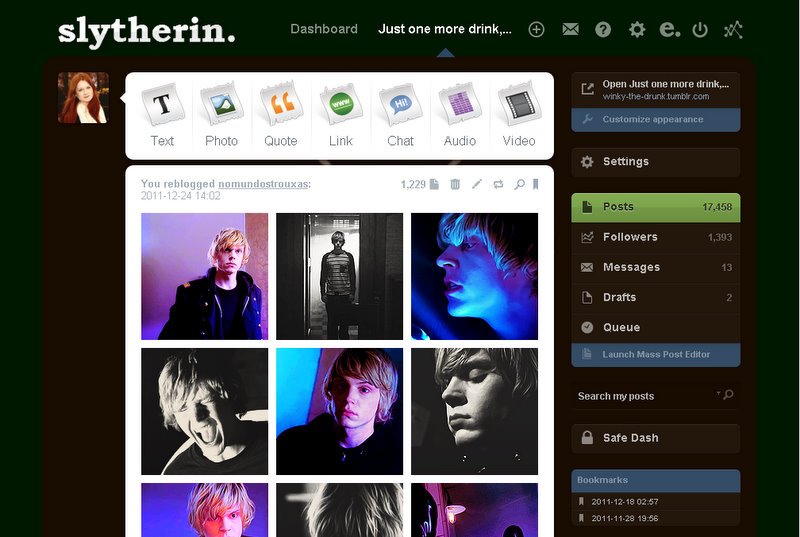 slytherin.
Dashboard
Just one more drink,...
e.
T
www
Hi!
Text
Photo
Quote
Link
Chat
Audio
Video
You reblogged nomundostrouxas:
2011-12-24 14:02
1,229
Open Just one more drink,...
winky-the-drunk.tumblr.com
Customize appearance
Settings
Posts 17,458
Followers 1,393
Messages 13
Drafts 2
Queue
Launch Mass Post Editor
Search my posts
Safe Dash
Bookmarks
2011-12-18 02:57
2011-11-28 19:56